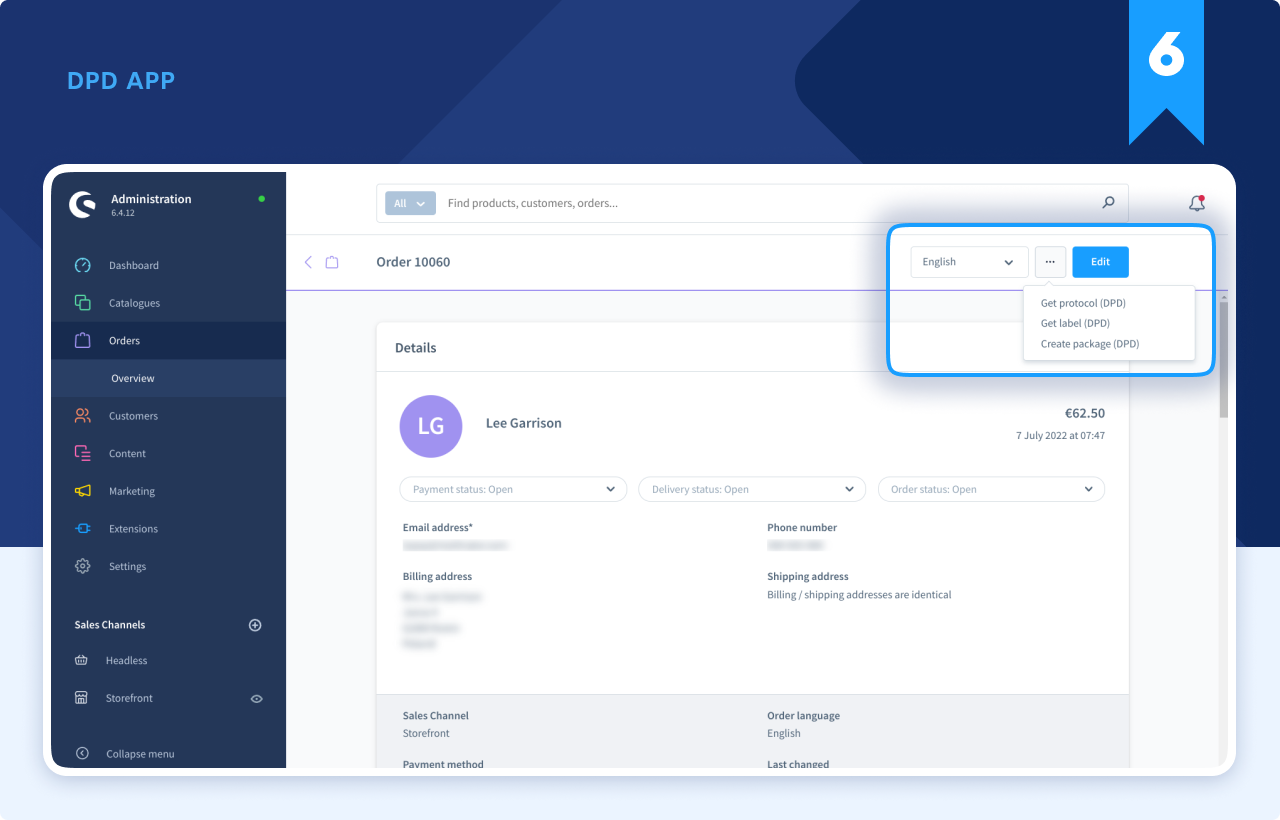 DPD APP
6
Administration
6.4.12
All
Find products, customers, orders...
Dashboard
Catalogues
Orders
Overview
Customers
Content
Marketing
Extensions
Settings
Sales Channels
Headless
Storefront
Collapse menu
Order 10060
English
Edit
Get protocol (DPD)
Get label (DPD)
Create package (DPD)
Details
LG
Lee Garrison
€62.50
7 July 2022 at 07:47
Payment status: Open
Delivery status: Open
Order status: Open
Email address*
Phone number
Billing address
Shipping address
Billing / shipping addresses are identical
Sales Channel
Order language
Storefront
English
Payment method
Last changed